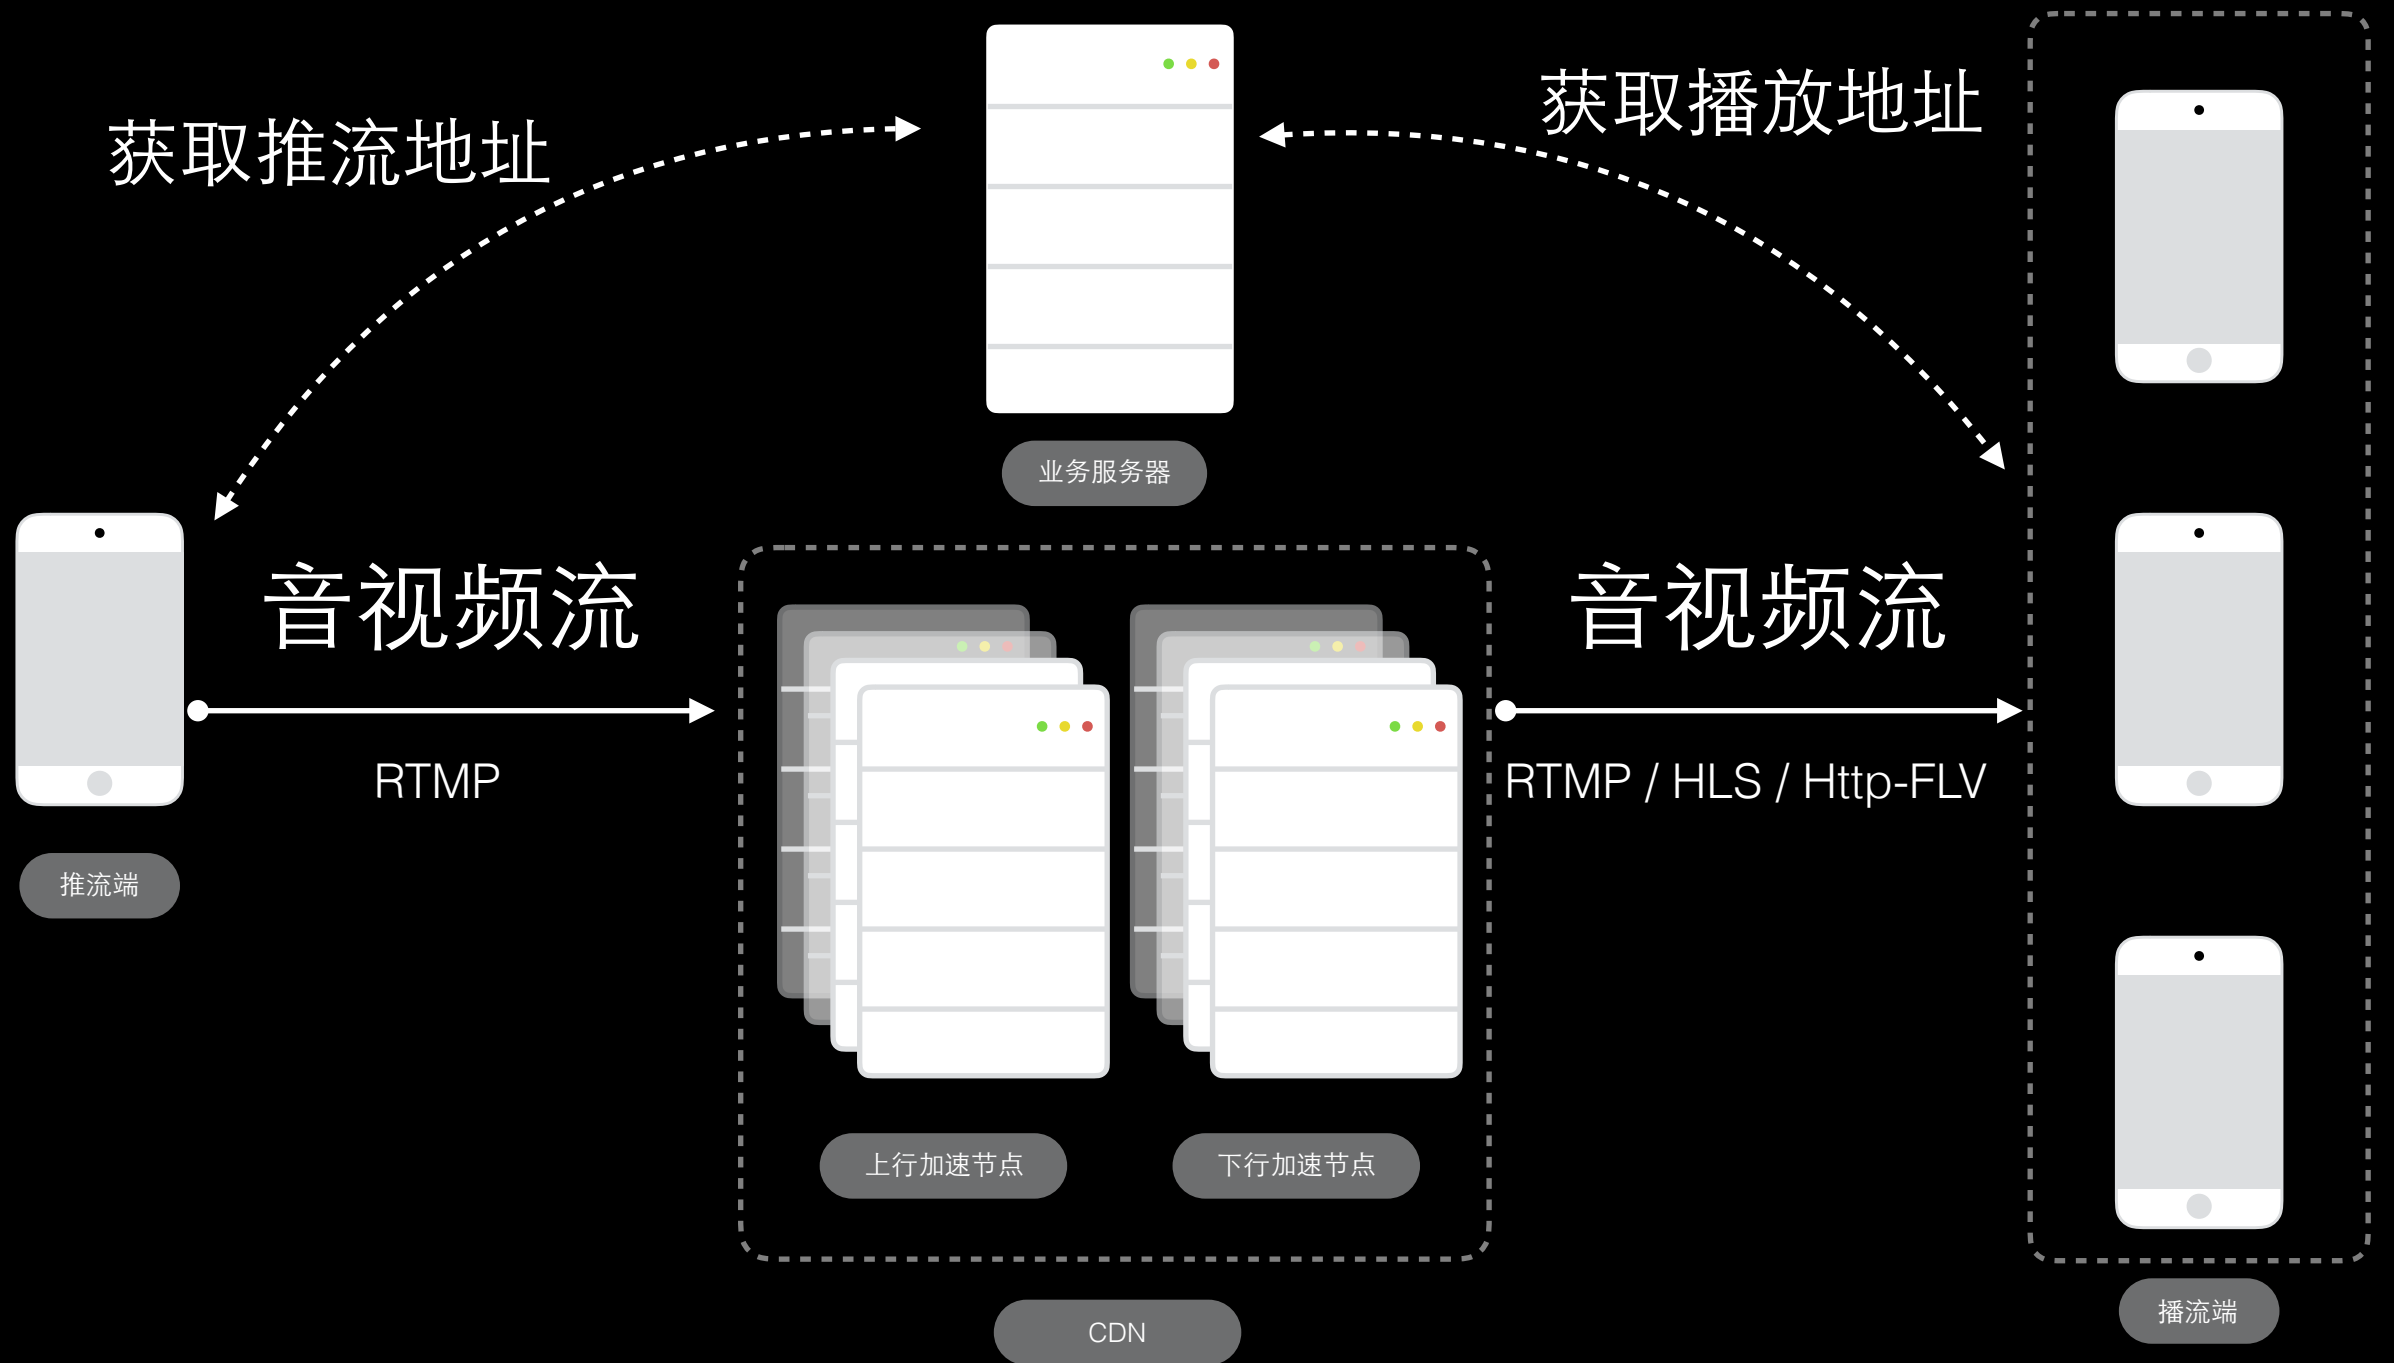 获取推流地址
获取播放地址
业务服务器
音视频流
RTMP
推流端
音视频流
RTMP / HLS / Http-FLV
上行加速节点
下行加速节点
CDN
播流端